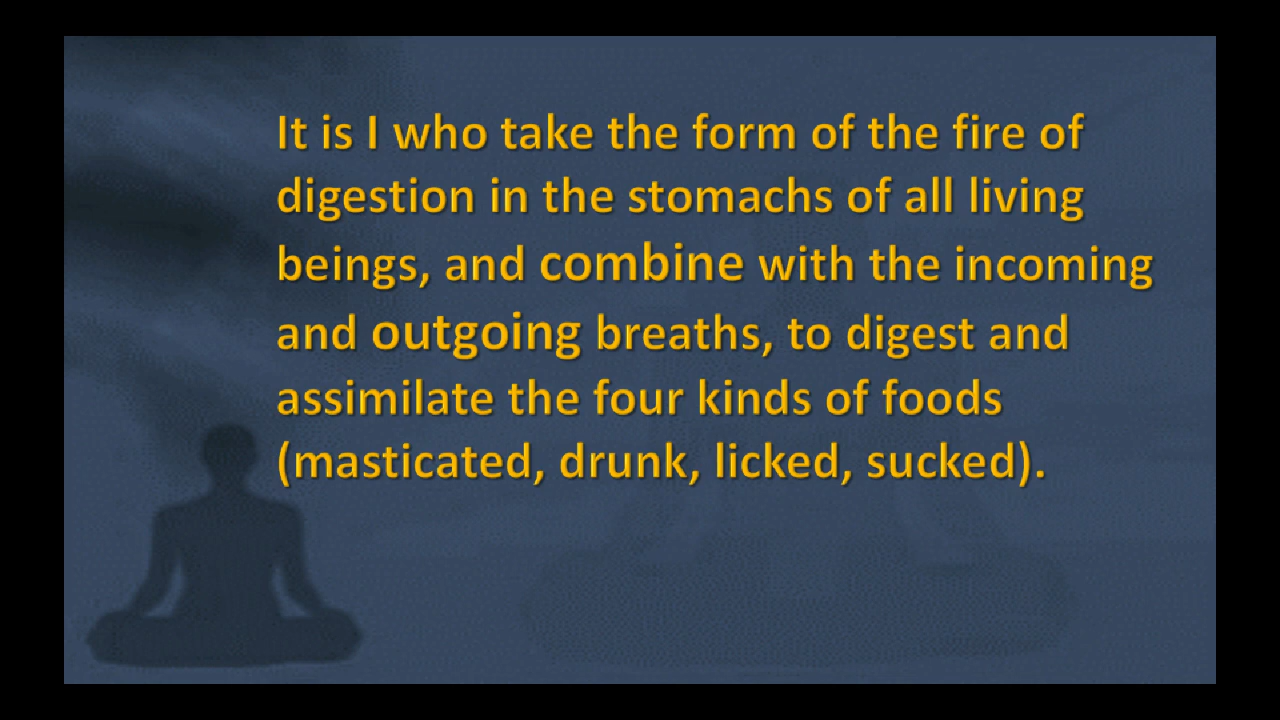 It is I who take the form of the fire of
digestion in the stomachs of all living
beings, and combine with the incoming
and outgoing breaths, to digest and
assimilate the four kinds of foods
(masticated, drunk, licked, sucked).